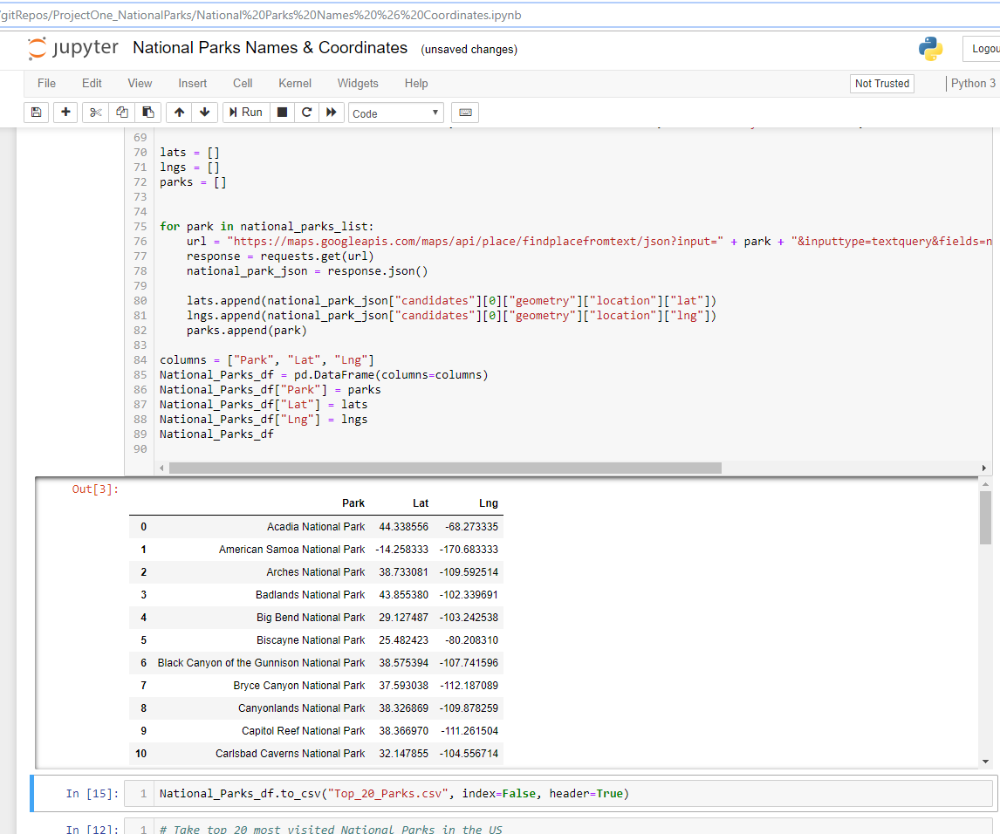 /gitRepos/ProjectOne_NationalParks/National%20Parks%20Names%20%26%20Coordinates.ipynb
jupyter National Parks Names & Coordinates (unsaved changes)
Logou
File Edit View Insert Cell Kernel Widgets Help Not Trusted Python 3
Run Code
69
70 lats = []
71 lngs = []
72 parks = []
73
74
75 for park in national_parks_list:
76 url = "https://maps.googleapis.com/maps/api/place/findplacefromtext/json?input=" + park + "&inputtype=textquery&fields=n
77 response = requests.get(url)
78 national_park_json = response.json()
79
80 lats.append(national_park_json["candidates"][0]["geometry"]["location"]["lat"])
81 lngs.append(national_park_json["candidates"][0]["geometry"]["location"]["lng"])
82 parks.append(park)
83
84 columns = ["Park", "Lat", "Lng"]
85 National_Parks_df = pd.DataFrame(columns=columns)
86 National_Parks_df["Park"] = parks
87 National_Parks_df["Lat"] = lats
88 National_Parks_df["Lng"] = lngs
89 National_Parks_df
90
Out[3]:
Park Lat Lng
0 Acadia National Park 44.338556 -68.273335
1 American Samoa National Park -14.258333 -170.683333
2 Arches National Park 38.733081 -109.592514
3 Badlands National Park 43.855380 -102.339691
4 Big Bend National Park 29.127487 -103.242538
5 Biscayne National Park 25.482423 -80.208310
6 Black Canyon of the Gunnison National Park 38.575394 -107.741596
7 Bryce Canyon National Park 37.593038 -112.187089
8 Canyonlands National Park 38.326869 -109.878259
9 Capitol Reef National Park 38.366970 -111.261504
10 Carlsbad Caverns National Park 32.147855 -104.556714
In [15]: 1 National_Parks_df.to_csv("Top_20_Parks.csv", index=False, header=True)
In [12]: 1 # Take top 20 most visited National Parks in the US